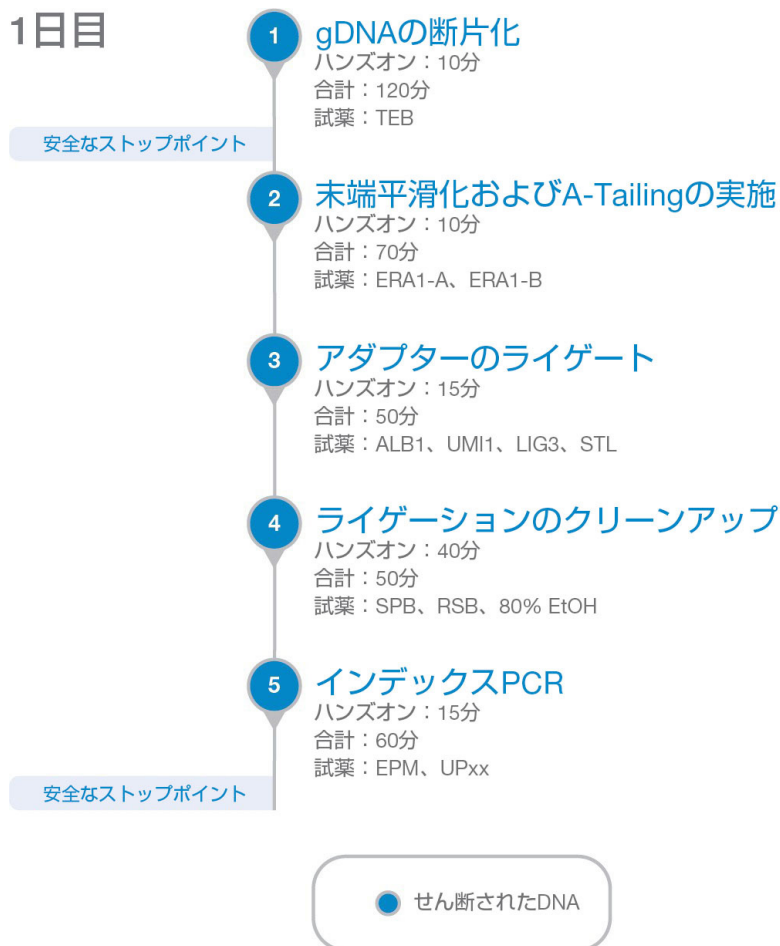 1日目
1
gDNAの断片化
ハンズオン：10分
合計：120分
試薬：TEB
安全なストップポイント
2
末端平滑化およびA-Tailingの実施
ハンズオン：10分
合計：70分
試薬：ERA1-A、ERA1-B
3
アダプターのライゲート
ハンズオン：15分
合計：50分
試薬：ALB1、UMI1、LIG3、STL
4
ライゲーションのクリーンアップ
ハンズオン：40分
合計：50分
試薬：SPB、RSB、80% EtOH
5
インデックスPCR
ハンズオン：15分
合計：60分
試薬：EPM、UPxx
安全なストップポイント
せん断されたDNA